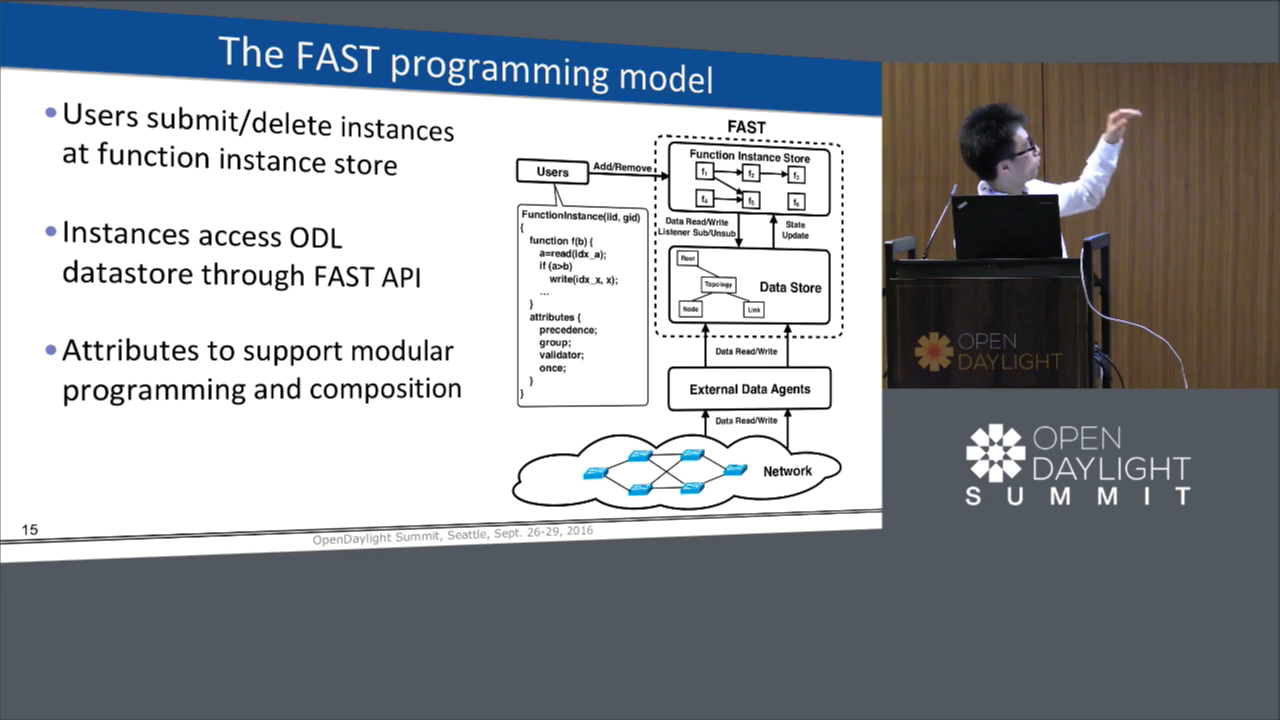 The FAST programming model
•Users submit/delete instances
at function instance store
•Instances access ODL
datastore through FAST API
•Attributes to support modular
programming and composition
FAST
Users
Add/Remove
Function Instance Store
f1
f2
f3
f4
f5
f6
FunctionInstance(iid, gid)
{
function f(b) {
a=read(idx_a);
if (a>b)
write(idx_x, x);
...
}
attributes {
precedence;
group;
validator;
once;
}
}
Data Read/Write
Listener Sub/Unsub
State
Update
Root
Topology
Node
Link
Data Store
Data Read/Write
External Data Agents
Data Read/Write
Network
15
OpenDaylight Summit, Seattle, Sept. 26-29, 2016
OPEN
DAYLIGHT
OPEN
DAYLIGHT
SUMMIT